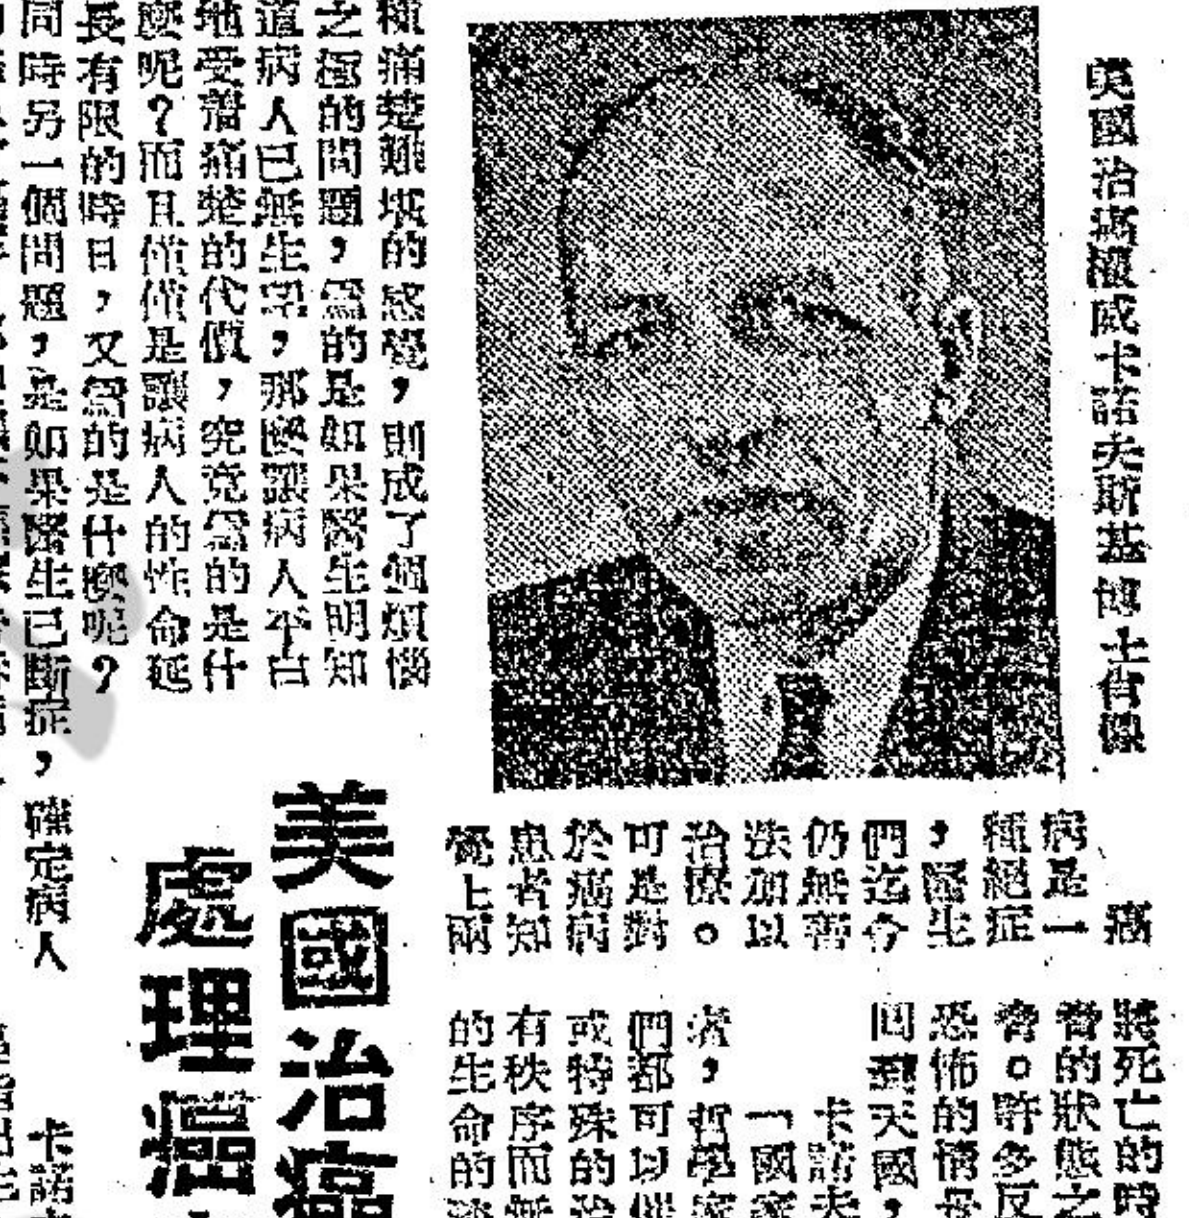 美國治癌權威卡諾夫斯基博士肖像
美國治癌
處理癌
癌
病是一
種絕症
，醫生
們迄今
仍無善
法加以
治療。
可是對
於癌病
患者知
覺上兩
種痛楚難堪的感覺，則成了個煩惱
之極的問題，為的是如果醫生明知
道病人已無生望，那麼讓病人平白
地受着痛楚的代價，究竟為的是什
麼呢？而且僅僅是讓病人的性命延
長有限的時日，又為的是什麼呢？
同時另一個問題，是如果醫生已斷症，確定病人
將死亡的時
的狀態之
。許多反
恐怖的情
回到天國，
卡諾夫
「國家
者，哲學家
們都可以
或特殊的治
有秩序而無
的生命的
卡諾